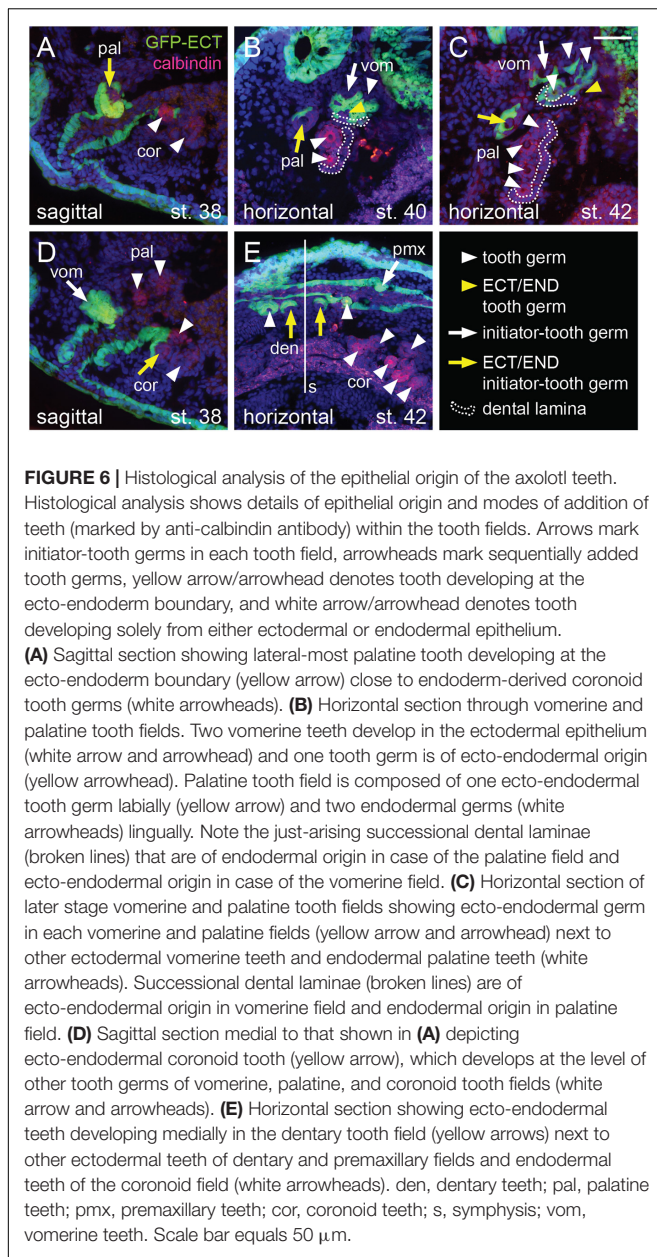 A
pal
GFP-ECT
calbindin
cor
sagittal
st. 38
B
horizontal
vom
pal
st. 40
C
vom
pal
horizontal
st. 42
D
vom
pal
cor
sagittal
st. 38
E
pmx
den
cor
s
horizontal
st. 42
tooth germ
ECT/END
tooth germ
initiator-tooth germ
ECT/END
initiator-tooth germ
dental lamina
FIGURE 6 | Histological analysis of the epithelial origin of the axolotl teeth.
Histological analysis shows details of epithelial origin and modes of addition of
teeth (marked by anti-calbindin antibody) within the tooth fields. Arrows mark
initiator-tooth germs in each tooth field, arrowheads mark sequentially added
tooth germs, yellow arrow/arrowhead denotes tooth developing at the
ecto-endoderm boundary, and white arrow/arrowhead denotes tooth
developing solely from either ectodermal or endodermal epithelium.
(A) Sagittal section showing lateral-most palatine tooth developing at the
ecto-endoderm boundary (yellow arrow) close to endoderm-derived coronoid
tooth germs (white arrowheads). (B) Horizontal section through vomerine and
palatine tooth fields. Two vomerine teeth develop in the ectodermal epithelium
(white arrow and arrowhead) and one tooth germ is of ecto-endodermal origin
(yellow arrowhead). Palatine tooth field is composed of one ecto-endodermal
tooth germ labially (yellow arrow) and two endodermal germs (white
arrowheads) lingually. Note the just-arising successional dental laminae
(broken lines) that are of endodermal origin in case of the palatine field and
ecto-endodermal origin in case of the vomerine field. (C) Horizontal section of
later stage vomerine and palatine tooth fields showing ecto-endodermal germ
in each vomerine and palatine fields (yellow arrow and arrowhead) next to
other ectodermal vomerine teeth and endodermal palatine teeth (white
arrowheads). Successional dental laminae (broken lines) are of
ecto-endodermal origin in vomerine field and endodermal origin in palatine
field. (D) Sagittal section medial to that shown in (A) depicting
ecto-endodermal coronoid tooth (yellow arrow), which develops at the level of
other tooth germs of vomerine, palatine, and coronoid tooth fields (white
arrow and arrowheads). (E) Horizontal section showing ecto-endodermal
teeth developing medially in the dentary tooth field (yellow arrows) next to
other ectodermal teeth of dentary and premaxillary fields and endodermal
teeth of the coronoid field (white arrowheads). den, dentary teeth; pal, palatine
teeth; pmx, premaxillary teeth; cor, coronoid teeth; s, symphysis; vom,
vomerine teeth. Scale bar equals 50 μm.